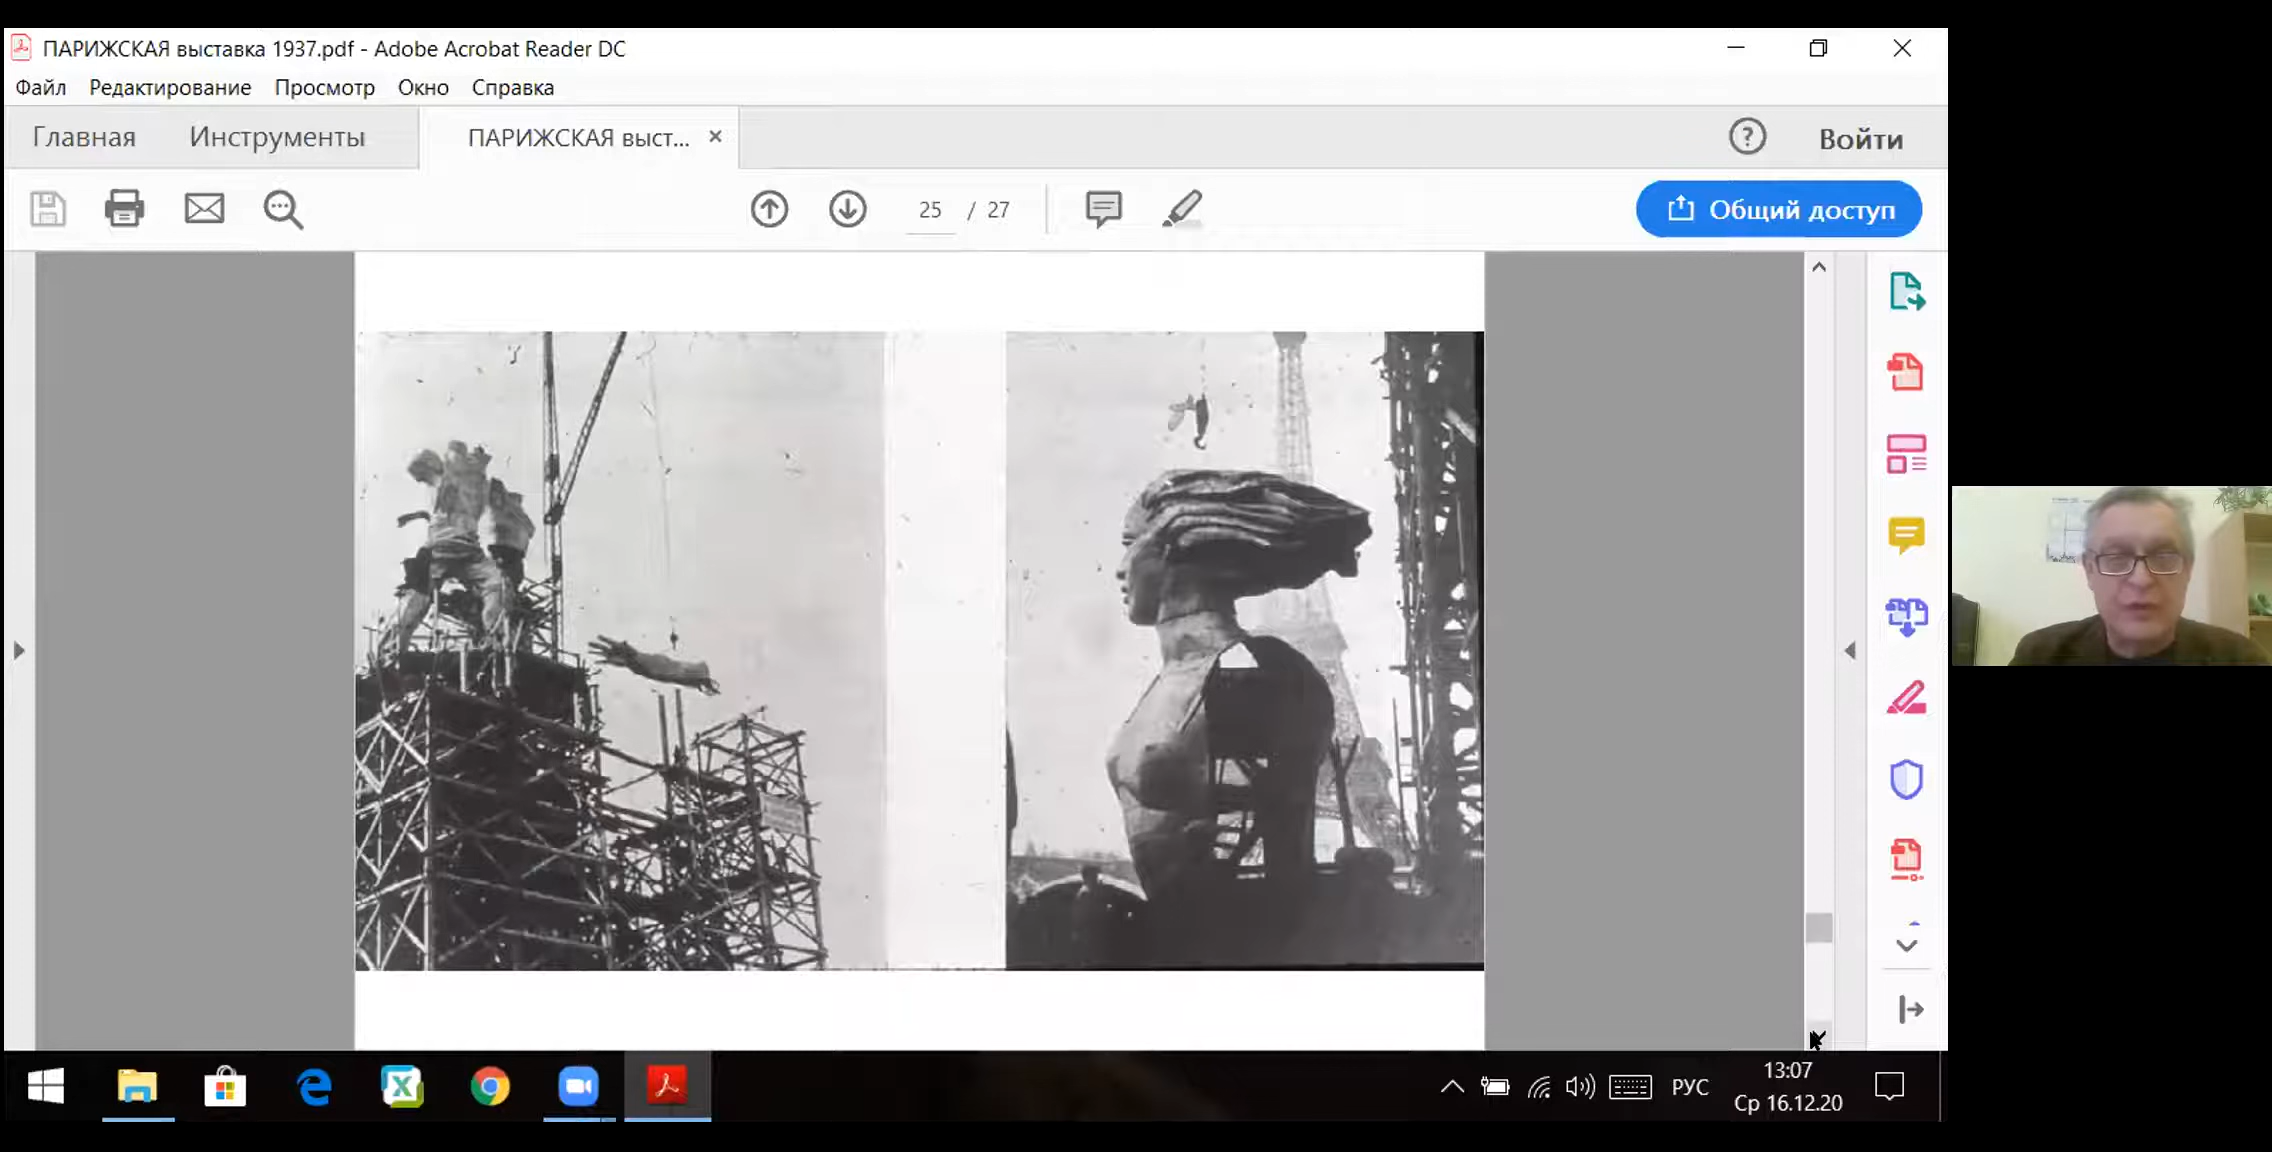 ПАРИЖСКАЯ выставка 1937.pdf - Adobe Acrobat Reader DC
Файл Редактирование Просмотр Окно Справка
Главная Инструменты ПАРИЖСКАЯ выст... Войти
25 / 27
Общий доступ
РУС
13:07
Ср 16.12.20